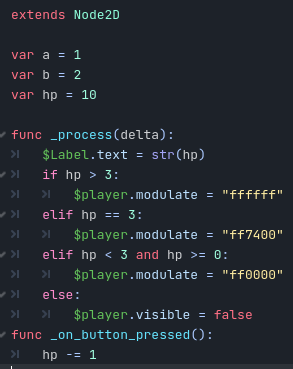 extends Node2D
var a = 1
var b = 2
var hp = 10
func _process(delta):
$Label.text = str(hp)
if hp > 3:
$player.modulate = "ffffff"
elif hp == 3:
$player.modulate = "ff7400"
elif hp < 3 and hp >= 0:
$player.modulate = "ff0000"
else:
$player.visible = false
func _on_button_pressed():
hp -= 1